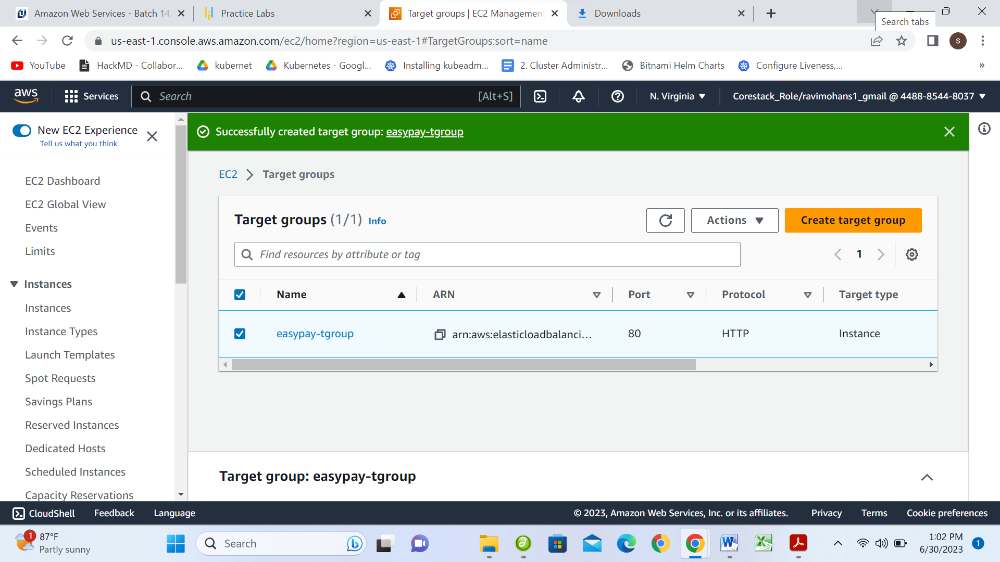 Amazon Web Services - Batch 14
Practice Labs
Target groups | EC2 Management
Downloads
Search tabs
us-east-1.console.aws.amazon.com/ec2/home?region=us-east-1#TargetGroups:sort=name
S
YouTube
HackMD - Collabor...
kubernet
Kubernetes - Googl...
Installing kubeadm...
2. Cluster Administr...
Bitnami Helm Charts
Configure Liveness,...
»
aws
Services
Search
[Alt+S]
N. Virginia
Corestack_Role/ravimohans1_gmail @ 4488-8544-8037
New EC2 Experience
Tell us what you think
EC2 Dashboard
EC2 Global View
Events
Limits
Instances
Instances
Instance Types
Launch Templates
Spot Requests
Savings Plans
Reserved Instances
Dedicated Hosts
Scheduled Instances
Capacity Reservations
Successfully created target group: easypay-tgroup
EC2 > Target groups
Target groups (1/1) Info
Actions
Create target group
Find resources by attribute or tag
1
Name ARN Port Protocol Target type
easypay-tgroup arn:aws:elasticloadbalanci... 80 HTTP Instance
Target group: easypay-tgroup
CloudShell Feedback Language
© 2023, Amazon Web Services, Inc. or its affiliates. Privacy Terms Cookie preferences
1
87°F
Partly sunny
Search
1:02 PM
6/30/2023
1